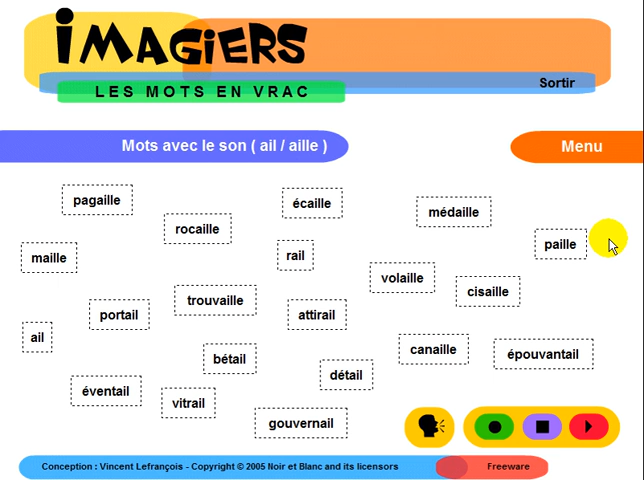 iMAGiERS
Sortir
LES MOTS EN VRAC
Mots avec le son ( ail / aille )
Menu
pagaille
écaille
médaille
rocaille
paille
maille
rail
volaille
cisaille
trouvaille
portail
attirail
ail
canaille
épouvantail
bétail
détail
éventail
vitrail
gouvernail
Conception : Vincent Lefrançois - Copyright © 2005 Noir et Blanc and its licensors
Freeware